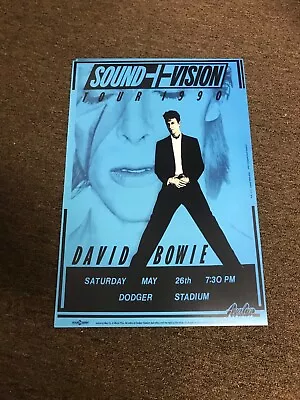 SOUND+VISION
TOUR 1990
DAVID BOWIE
SATURDAY MAY 26th 7:30 PM
DODGER STADIUM
Avalon